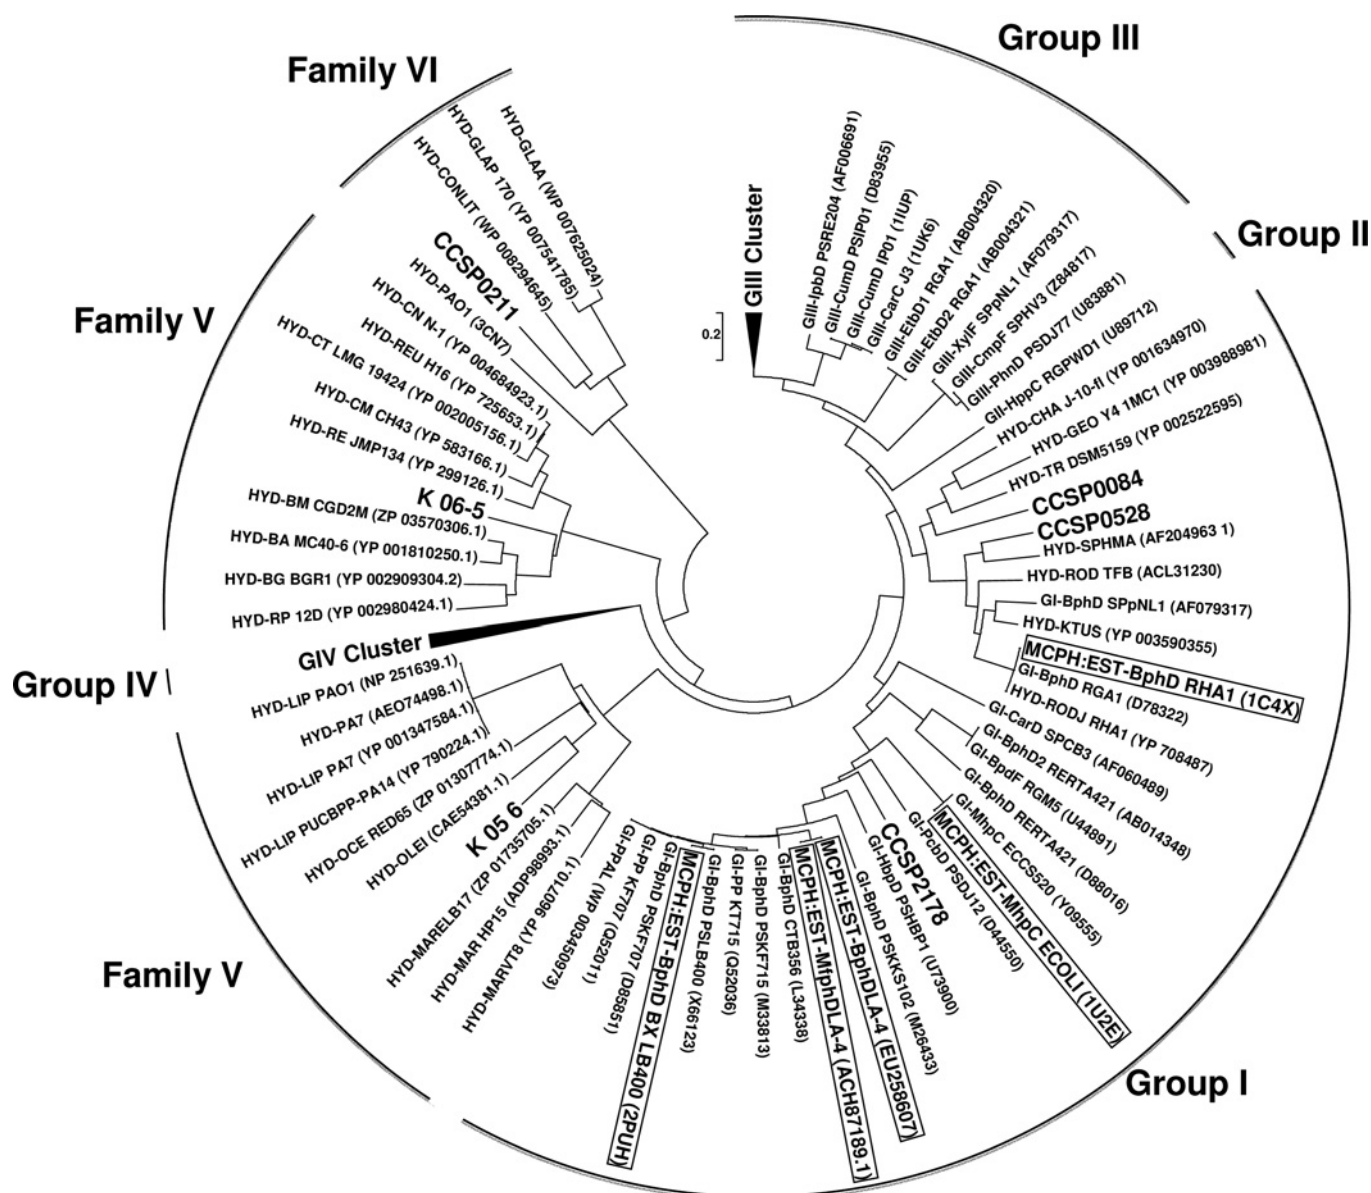 Group III
Family VI
Group II
Family V
Group IV
Family V
Group I
0.2
GIII Cluster
GIII-IpbD PSRE204 (AF006691)
GIII-CumD PSIP01 (D83955)
GIII-CumD IP01 (1IUP)
GIII-CarC J3 (1UK6)
GIII-EtbD1 RGA1 (AB004320)
GIII-EtbD2 RGA1 (AB004321)
GIII-XylF SPpNL1 (AF079317)
GIII-CmpF SPHV3 (Z84817)
GIII-PhnD PSDJ77 (U83881)
GII-HppC RGPWD1 (U89712)
HYD-CHA J-10-fl (YP 001634970)
HYD-GEO Y4 1MC1 (YP 003988981)
HYD-TR DSM5159 (YP 002522595)
CCSP0084
CCSP0528
HYD-SPHMA (AF204963 1)
HYD-ROD TFB (ACL31230)
GI-BphD SPpNL1 (AF079317)
HYD-KTUS (YP 003590355)
MCPH:EST-BphD RHA1 (1C4X)
GI-BphD RGA1 (D78322)
HYD-RODJ RHA1 (YP 708487)
GI-CarD SPCB3 (AF060489)
GI-BphD2 RERTA421 (AB014348)
GI-BpdF RGM5 (U44891)
GI-BphD RERTA421 (D88016)
GI-MhpC ECCS520 (Y09555)
MCPH:EST-MhpC ECOLI (1U2E)
GI-PcbD PSDJ12 (D44550)
CCSP2178
GI-HbpD PSHBP1 (U73900)
GI-BphD PSKKS102 (M26433)
MCPH:EST-BphDLA-4 (EU258607)
MCPH:EST-MfphDLA-4 (ACH87189.1)
GI-BphD CTB356 (L34338)
GI-BphD PSKF715 (M33813)
GI-PP KT715 (Q52036)
GI-BphD PSLB400 (X66123)
MCPH:EST-BphD BX LB400 (2PUH)
GI-BphD PSKF707 (D85851)
GI-PP KF707 (Q52011)
GI-PPAL (WP 003450973)
HYD-MARVT8 (YP 960710.1)
HYD-MAR HP15 (ADP98993.1)
HYD-MARELB17 (ZP 01735705.1)
K 05 6
HYD-OLEI (CAE54381.1)
HYD-OCE RED65 (ZP 01307774.1)
HYD-LIP PUCBPP-PA14 (YP 790224.1)
HYD-LIP PA7 (YP 001347584.1)
HYD-PA7 (AEO74498.1)
HYD-LIP PAO1 (NP 251639.1)
GIV Cluster
HYD-RP 12D (YP 002980424.1)
HYD-BG BGR1 (YP 002909304.2)
HYD-BA MC40-6 (YP 001810250.1)
HYD-BM CGD2M (ZP 03570306.1)
K 06-5
HYD-RE JMP134 (YP 299126.1)
HYD-CM CH43 (YP 583166.1)
HYD-CT LMG 19424 (YP 002005156.1)
HYD-REU H16 (YP 725653.1)
HYD-CN N-1 (YP 004684923.1)
HYD-PAO1 (3CN7)
CCSP0211
HYD-CONLIT (WP 008294645)
HYD-GLAP 170 (YP 007541785)
HYD-GLAA (WP 007625024)